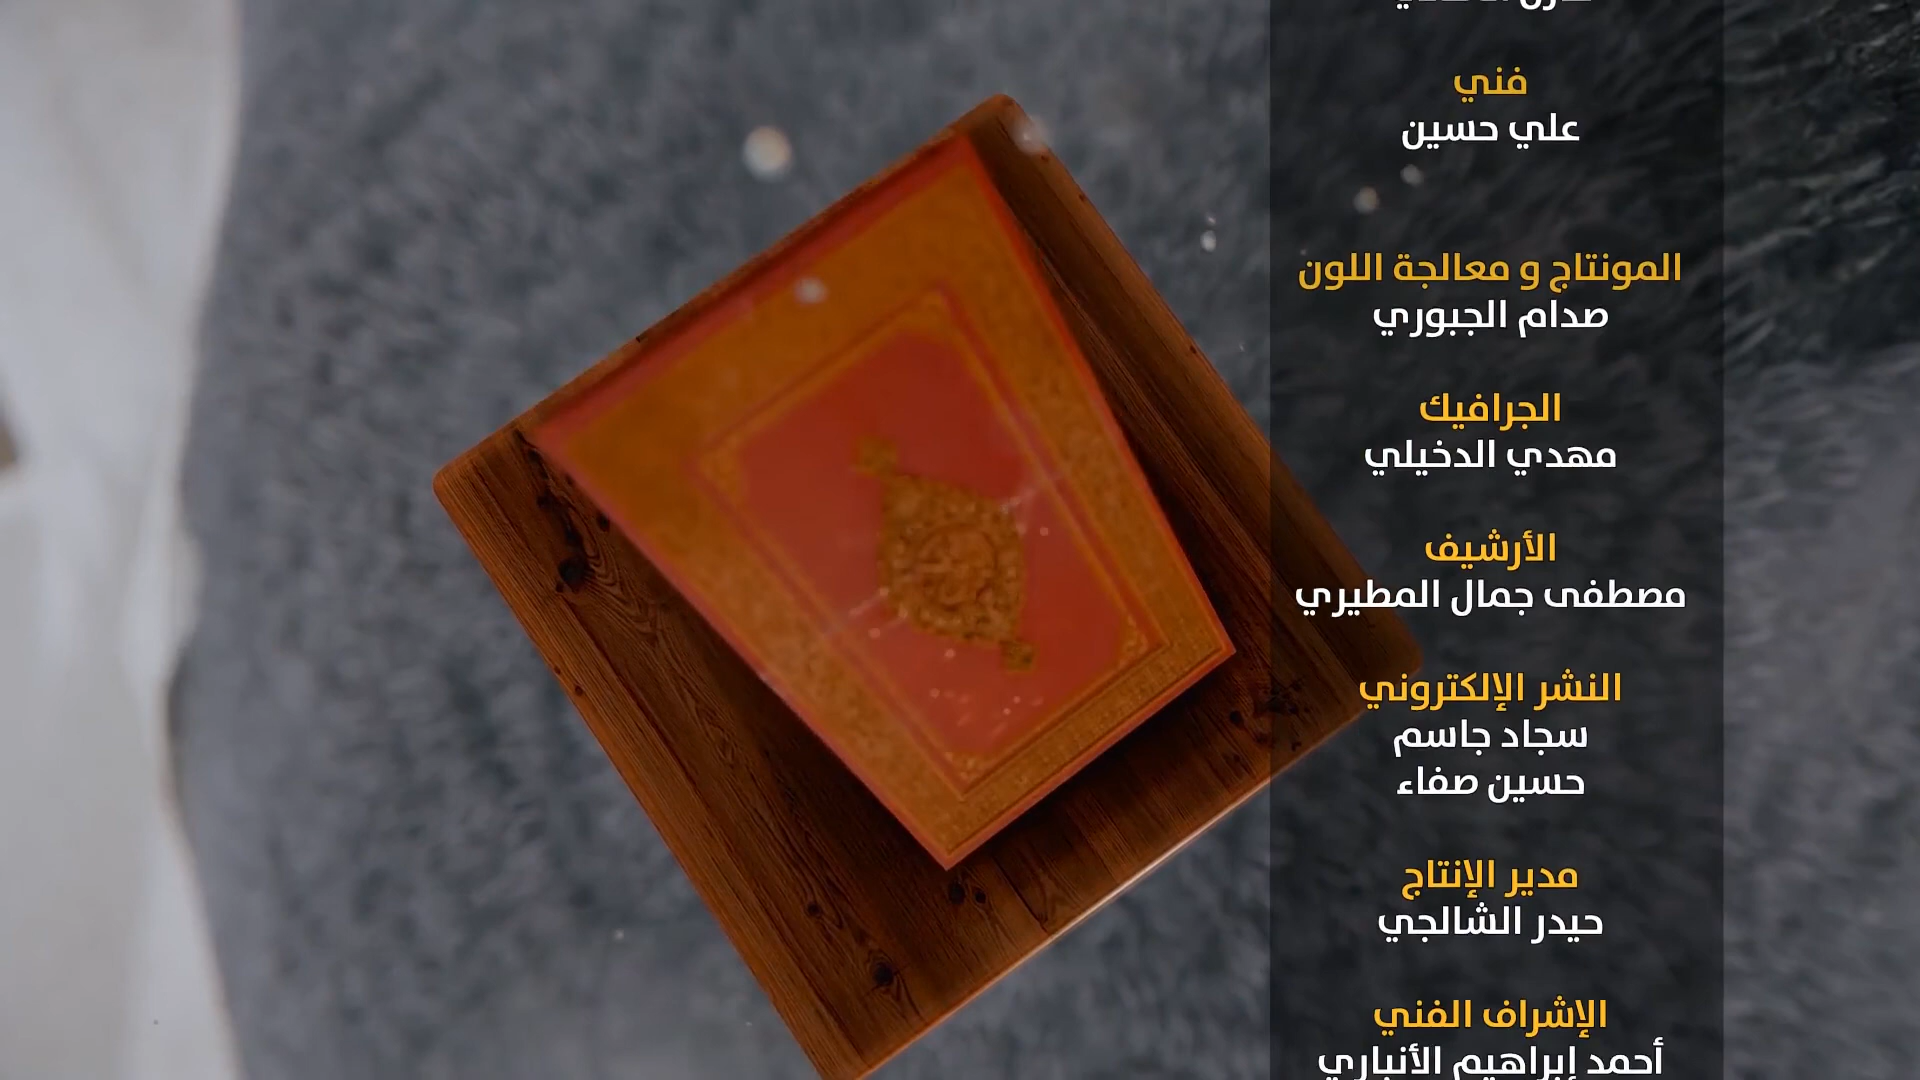 فني
علي حسين
المونتاج و معالجة اللون
صدام الجبوري
الجرافيك
مهدي الدخيلي
الأرشيف
مصطفى جمال المطيري
النشر الإلكتروني
سجاد جاسم
حسين صفاء
مدير الإنتاج
حيدر الشالجي
الإشراف الفني
أحمد إبراهيم الأنباري